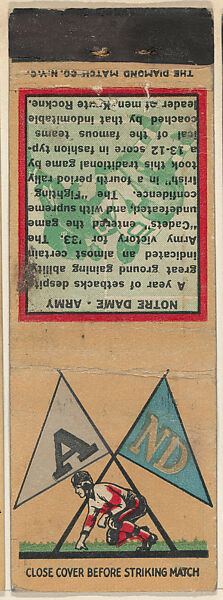 NOTRE DAME - ARMY
A year of setbacks despite
great ground gaining ability
indicated an almost certain
Army victory for '33. The
"Cadets" entered the game
undefeated; and with supreme
confidence. The "Fighting
Irish" in a fourth period rally
took this traditional game by
a 13-12 score in fashion typ-
ical of the famous teams
coached by that indomitable
leader of men Knute Rockne.
THE DIAMOND MATCH CO. N.Y.C.
A
ND
CLOSE COVER BEFORE STRIKING MATCH